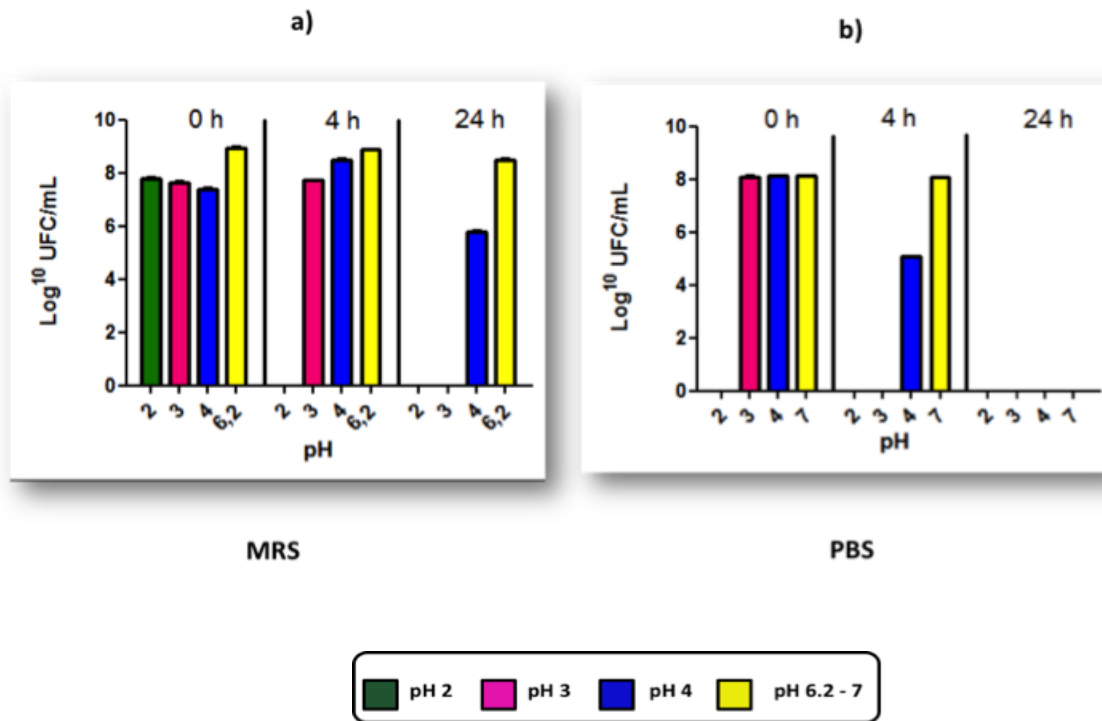 a)
0 h 4 h 24 h
10
8
6
4
2
0
Log10 UFC/mL
2 3 4 6,2 2 3 4 6,2 2 3 4 6,2
pH
MRS
b)
0 h 4 h 24 h
10
8
6
4
2
0
Log10 UFC/mL
2 3 4 7 2 3 4 7 2 3 4 7
pH
PBS
pH 2 pH 3 pH 4 pH 6.2 - 7